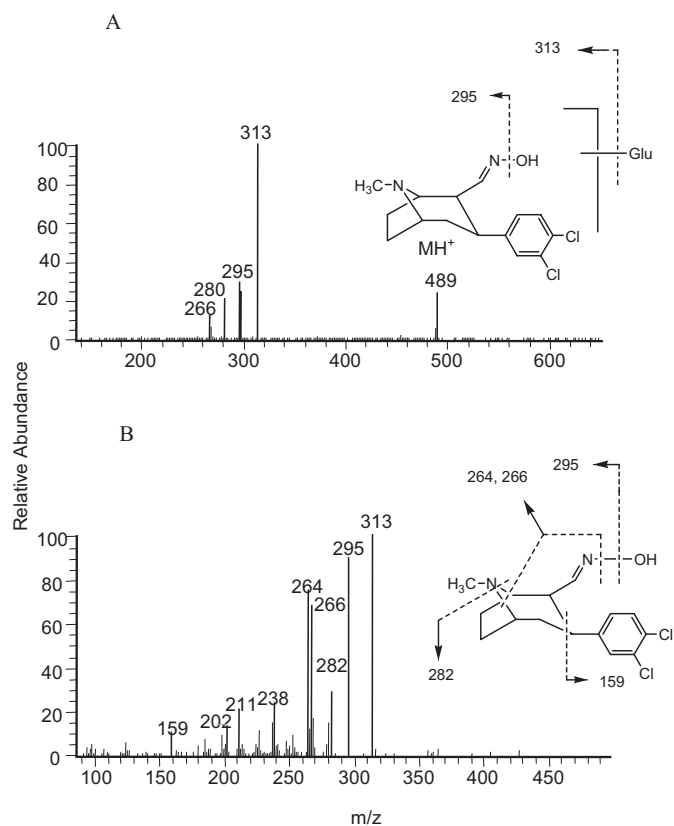 A
313
295
N
OH
Glu
H3C-N
MH+
Cl
Cl
100
80
60
40
20
0
313
295
280
266
489
200
300
400
500
600
Relative Abundance
B
295
264, 266
N
OH
H3C-N
Cl
Cl
282
159
100
80
60
40
20
0
313
295
264
266
282
238
211
202
159
100
150
200
250
300
350
400
450
m/z